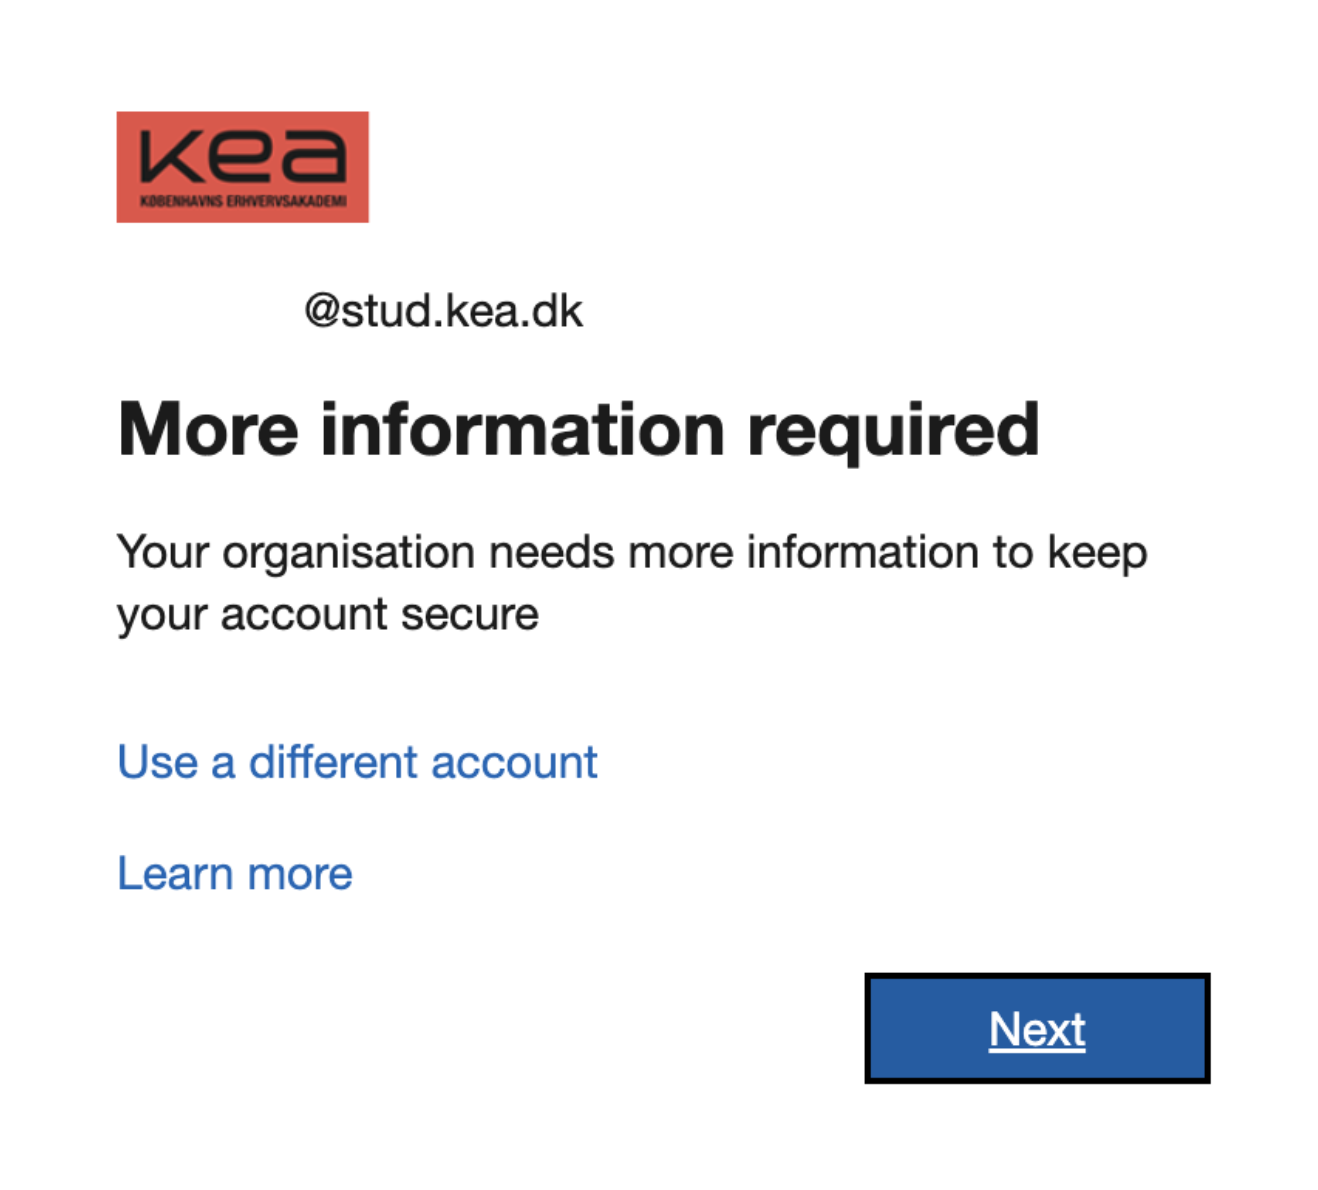 kea
KØBENHAVNS ERHVERVSAKADEMI
@stud.kea.dk
More information required
Your organisation needs more information to keep
your account secure
Use a different account
Learn more
Next